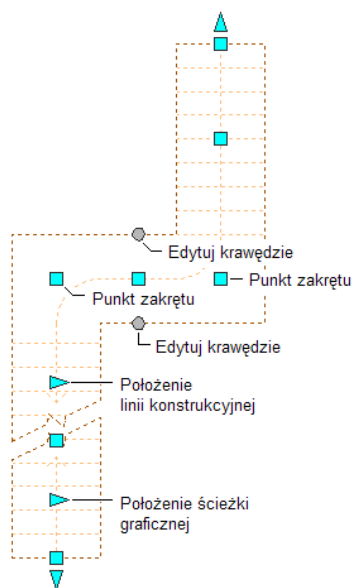 Edytuj krawędzie
Punkt zakrętu
Punkt zakrętu
Edytuj krawędzie
Położenie
linii konstrukcyjnej
Położenie ścieżki
graficznej